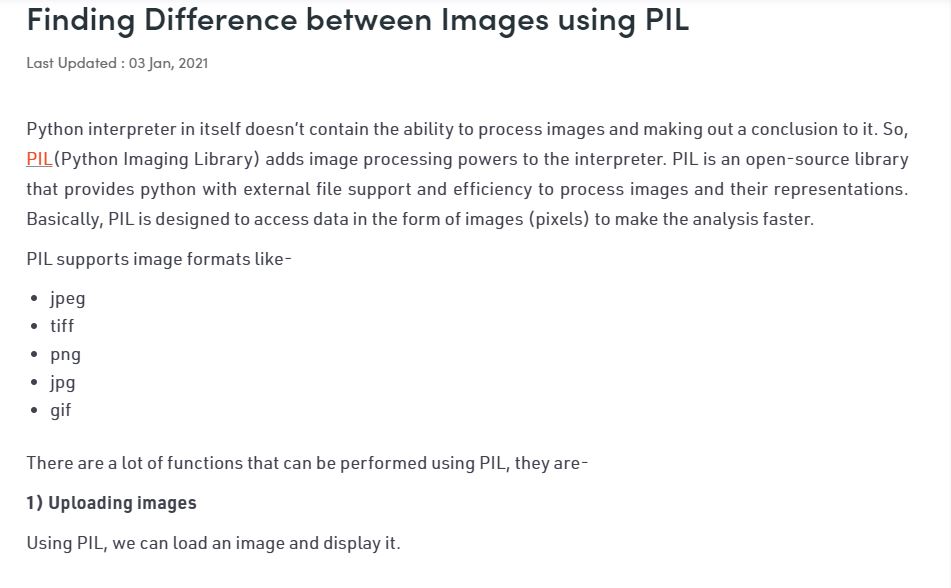 Finding Difference between Images using PIL
Last Updated : 03 Jan, 2021
Python interpreter in itself doesn't contain the ability to process images and making out a conclusion to it. So,
PIL(Python Imaging Library) adds image processing powers to the interpreter. PIL is an open-source library
that provides python with external file support and efficiency to process images and their representations.
Basically, PIL is designed to access data in the form of images (pixels) to make the analysis faster.
PIL supports image formats like-
• jpeg
• tiff
• png
• jpg
• gif
There are a lot of functions that can be performed using PIL, they are-
1) Uploading images
Using PIL, we can load an image and display it.